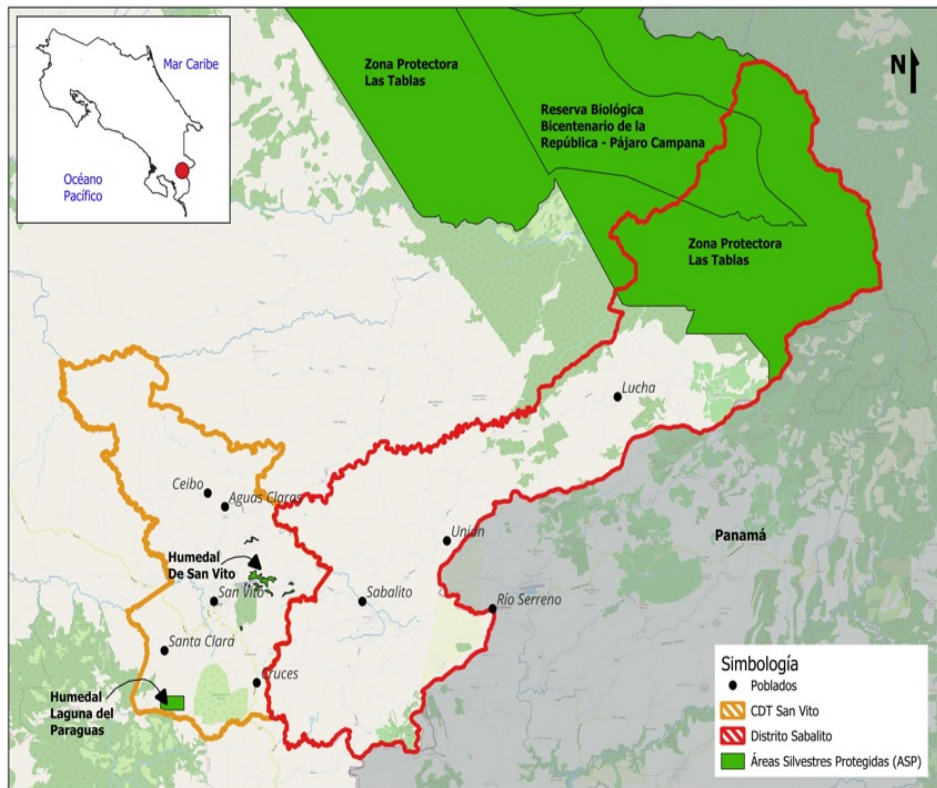 Mar Caribe
Océano
Pacífico
Zona Protectora
Las Tablas
Reserva Biológica
Bicentenario de la
República - Pájaro Campana
N
Zona Protectora
Las Tablas
Lucha
Ceibo
Aguas Claras
Humedal
De San Vito
Unión
Panamá
San Vito
Sabalito
Río Serreno
Santa Clara
Cruces
Humedal
Laguna del
Paraguas
Simbología
Poblados
CDT San Vito
Distrito Sabalito
Áreas Silvestres Protegidas (ASP)